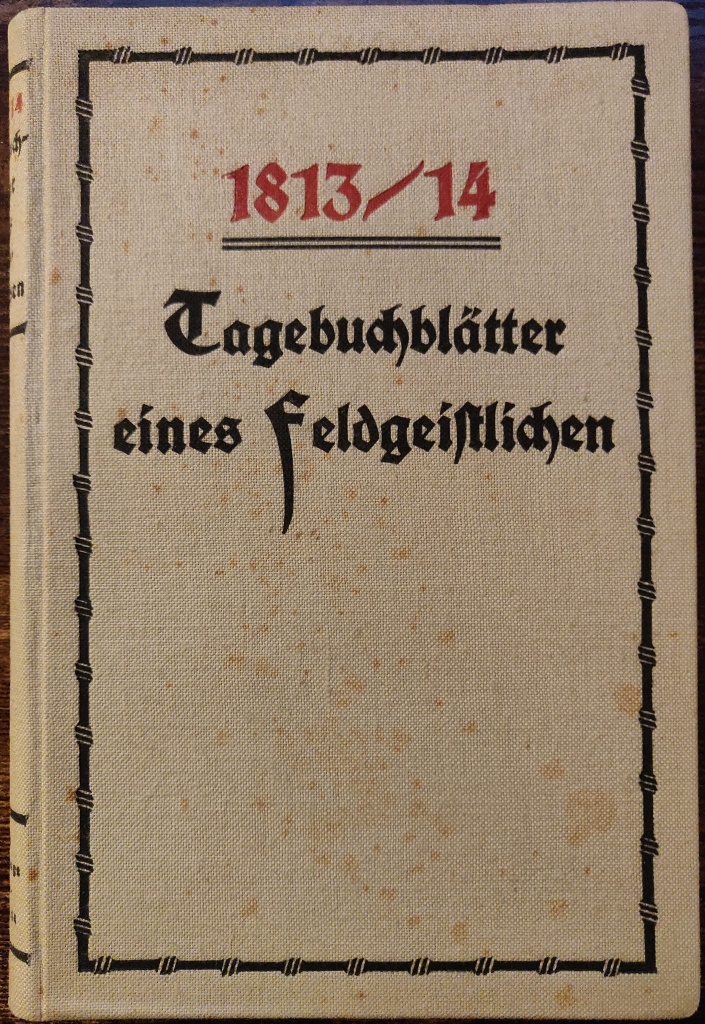 1813/14
Tagebuchblätter
eines Feldgeistlichen